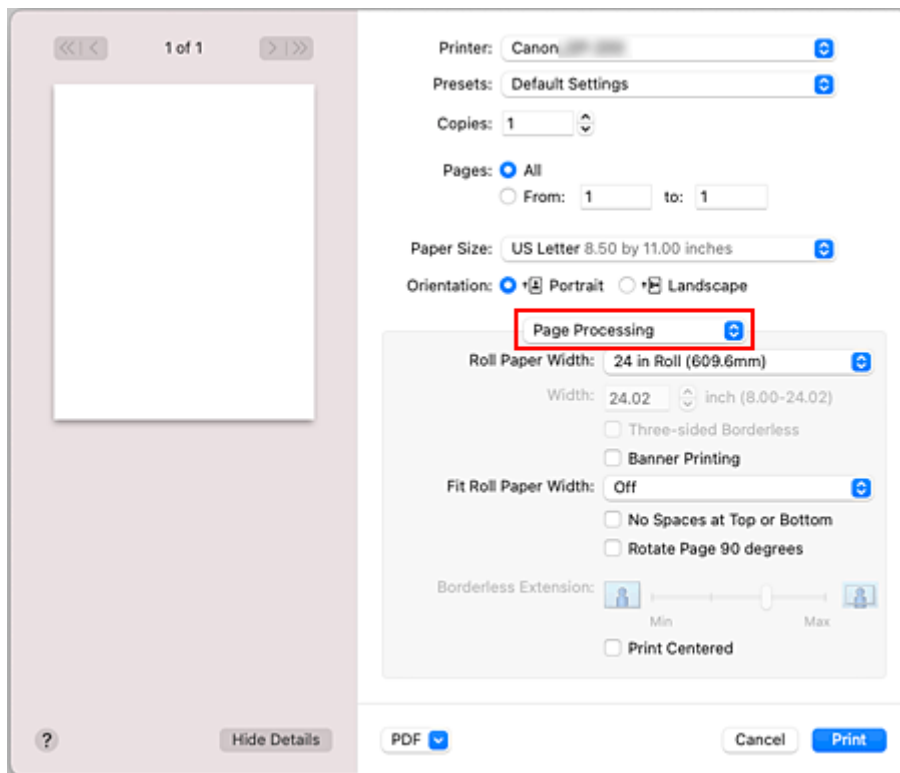 1 of 1
Printer: Canon
Presets: Default Settings
Copies: 1
Pages: All
From: 1 to: 1
Paper Size: US Letter 8.50 by 11.00 inches
Orientation: Portrait Landscape
Page Processing
Roll Paper Width: 24 in Roll (609.6mm)
Width: 24.02 inch (8.00-24.02)
Three-sided Borderless
Banner Printing
Fit Roll Paper Width: Off
No Spaces at Top or Bottom
Rotate Page 90 degrees
Borderless Extension:
Min Max
Print Centered
? Hide Details PDF Cancel Print